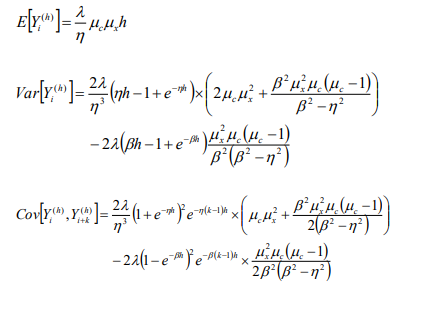 E[Y_i^{(h)}] = \frac{\lambda}{\eta} \mu_c \mu_x h
Var[Y_i^{(h)}] = \frac{2\lambda}{\eta^3} (\eta h - 1 + e^{-\eta h}) \times \left( 2\mu_c \mu_x^2 + \frac{\beta^2 \mu_x^2 \mu_c (\mu_c - 1)}{\beta^2 - \eta^2} \right)
- 2\lambda (\beta h - 1 + e^{-\beta h}) \frac{\mu_x^2 \mu_c (\mu_c - 1)}{\beta^2 (\beta^2 - \eta^2)}
Cov[Y_i^{(h)}, Y_{i+k}^{(h)}] = \frac{2\lambda}{\eta^3} (1 + e^{-\eta h})^2 e^{-\eta(k-1)h} \times \left( \mu_c \mu_x^2 + \frac{\beta^2 \mu_x^2 \mu_c (\mu_c - 1)}{2(\beta^2 - \eta^2)} \right)
- 2\lambda (1 - e^{-\beta h})^2 e^{-\beta(k-1)h} \times \frac{\mu_x^2 \mu_c (\mu_c - 1)}{2\beta^2 (\beta^2 - \eta^2)}